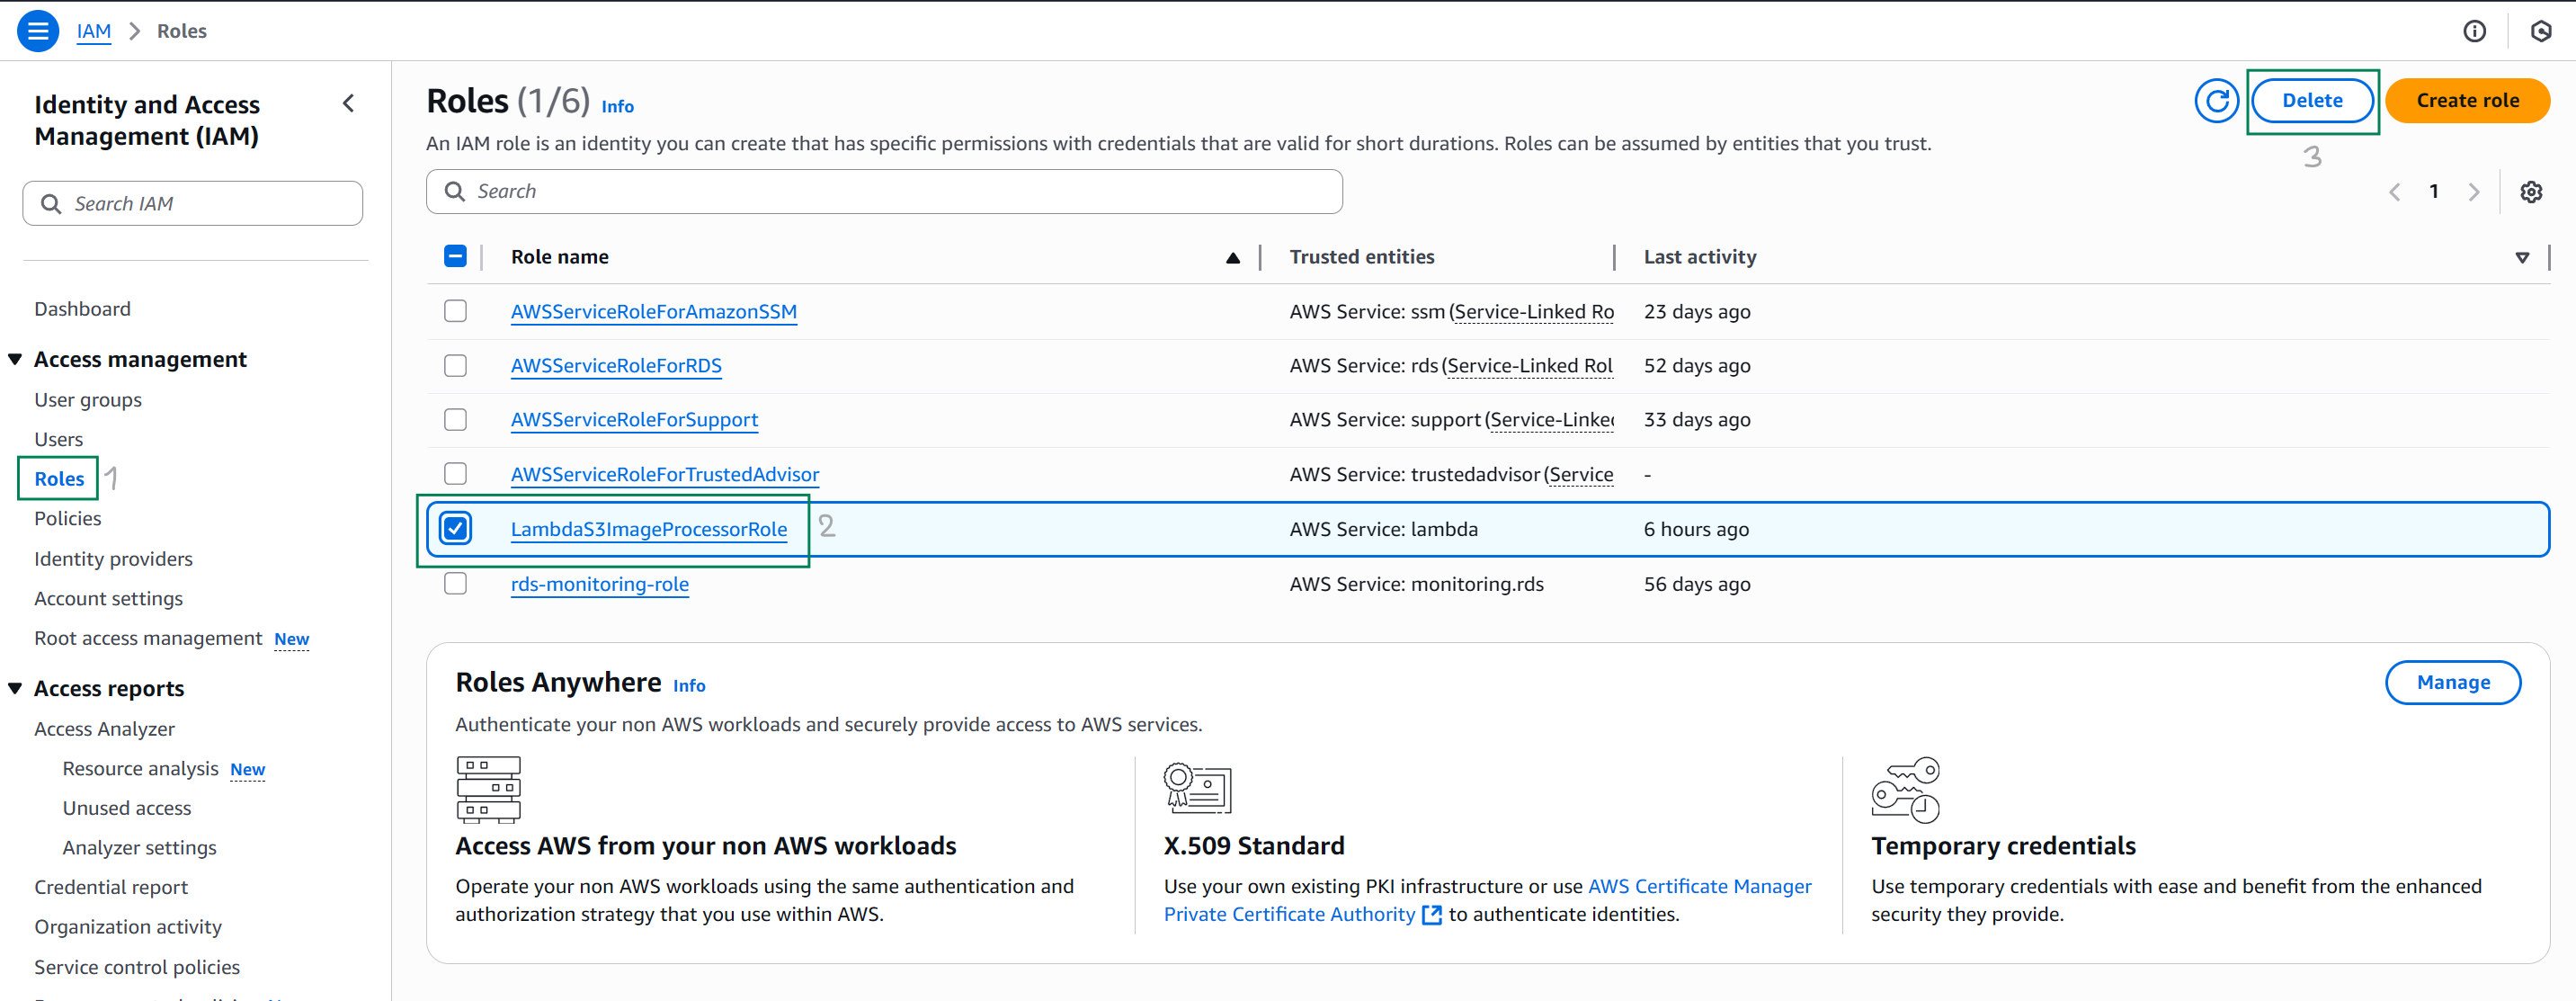 IAM > Roles
Identity and Access
Management (IAM)
Search IAM
Dashboard
Access management
User groups
Users
Roles 1
Policies
Identity providers
Account settings
Root access management New
Access reports
Access Analyzer
Resource analysis New
Unused access
Analyzer settings
Credential report
Organization activity
Service control policies
Roles (1/6) Info
Delete
Create role
3
An IAM role is an identity you can create that has specific permissions with credentials that are valid for short durations. Roles can be assumed by entities that you trust.
Search
1
Role name Trusted entities Last activity
AWSServiceRoleForAmazonSSM AWS Service: ssm (Service-Linked Ro 23 days ago
AWSServiceRoleForRDS AWS Service: rds (Service-Linked Rol 52 days ago
AWSServiceRoleForSupport AWS Service: support (Service-Linked 33 days ago
AWSServiceRoleForTrustedAdvisor AWS Service: trustedadvisor (Service -
LambdaS3ImageProcessorRole 2 AWS Service: lambda 6 hours ago
rds-monitoring-role AWS Service: monitoring.rds 56 days ago
Roles Anywhere Info
Manage
Authenticate your non AWS workloads and securely provide access to AWS services.
Access AWS from your non AWS workloads
Operate your non AWS workloads using the same authentication and
authorization strategy that you use within AWS.
X.509 Standard
Use your own existing PKI infrastructure or use AWS Certificate Manager
Private Certificate Authority to authenticate identities.
Temporary credentials
Use temporary credentials with ease and benefit from the enhanced
security they provide.